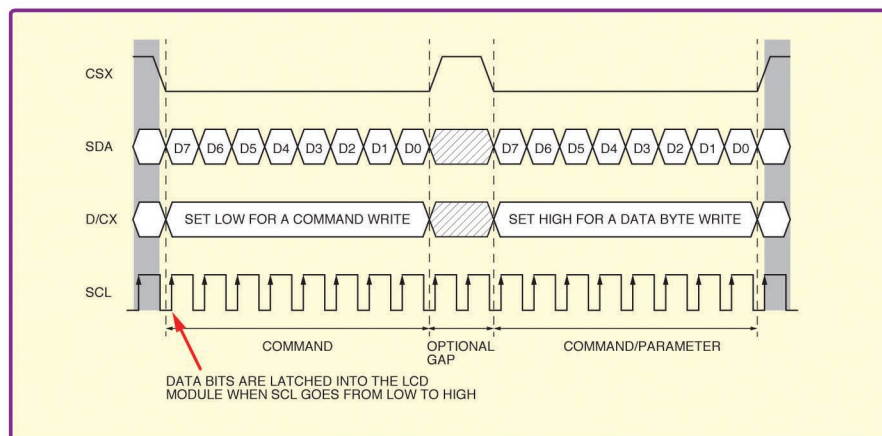 CSX
SDA D7 D6 D5 D4 D3 D2 D1 D0 D7 D6 D5 D4 D3 D2 D1 D0
D/CX SET LOW FOR A COMMAND WRITE SET HIGH FOR A DATA BYTE WRITE
SCL
COMMAND OPTIONAL GAP COMMAND/PARAMETER
DATA BITS ARE LATCHED INTO THE LCD
MODULE WHEN SCL GOES FROM LOW TO HIGH